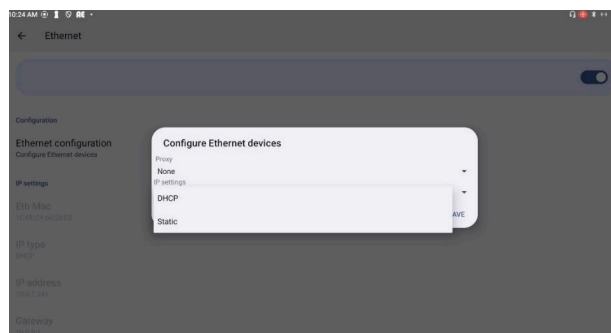 10:24 AM
Ethernet
Configuration
Ethernet configuration
Configure Ethernet devices
IP settings
Eth Mac
IP type
DHCP
IP address
Gateway
Configure Ethernet devices
Proxy
None
IP settings
DHCP
Static
AVE